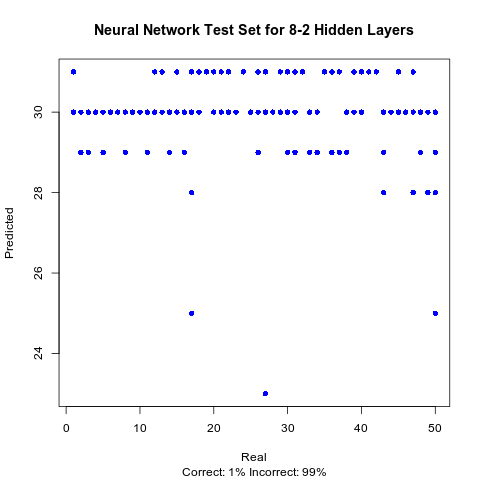 Neural Network Test Set for 8-2 Hidden Layers
Predicted
30
28
26
24
0 10 20 30 40 50
Real
Correct: 1% Incorrect: 99%